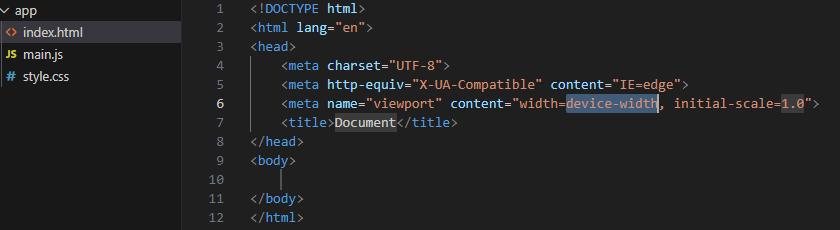 app
index.html
JS main.js
# style.css
1 <!DOCTYPE html>
2 <html lang="en">
3 <head>
4 <meta charset="UTF-8">
5 <meta http-equiv="X-UA-Compatible" content="IE=edge">
6 <meta name="viewport" content="width=device-width, initial-scale=1.0">
7 <title>Document</title>
8 </head>
9 <body>
10
11 </body>
12 </html>